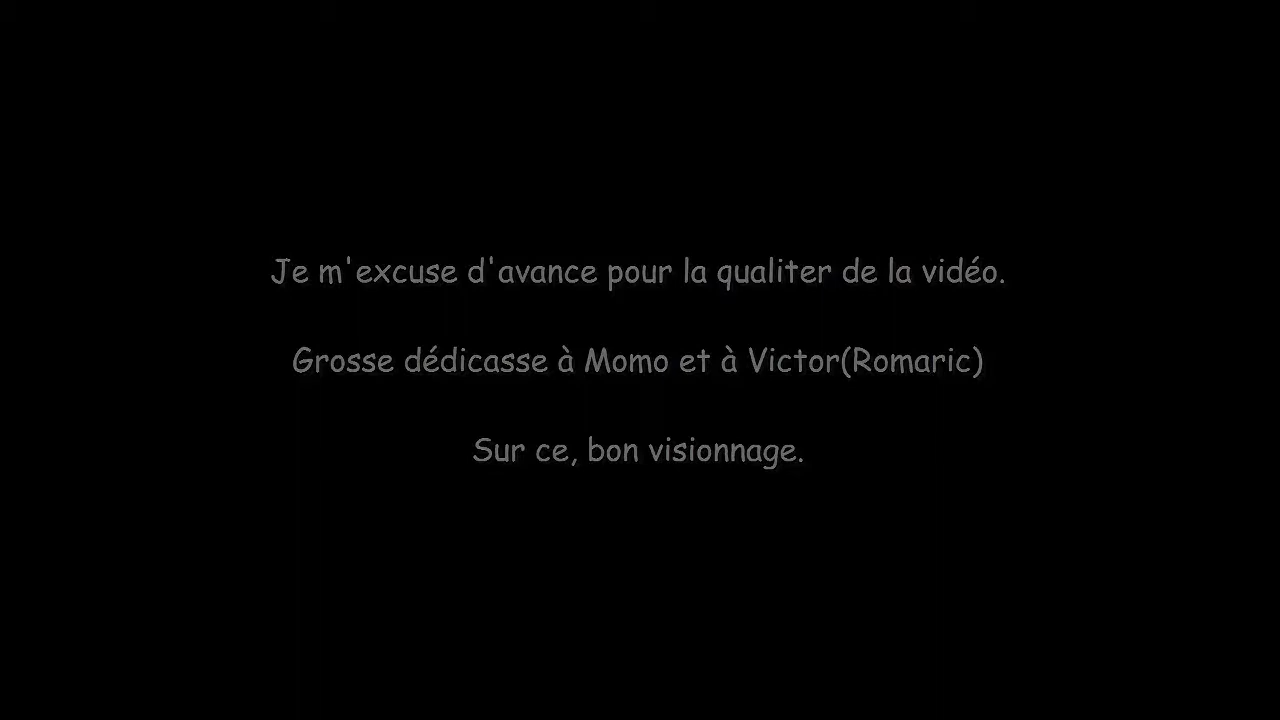 Je m'excuse d'avance pour la qualiter de la vidéo.
Grosse dédicasse à Momo et à Victor(Romaric)
Sur ce, bon visionnage.